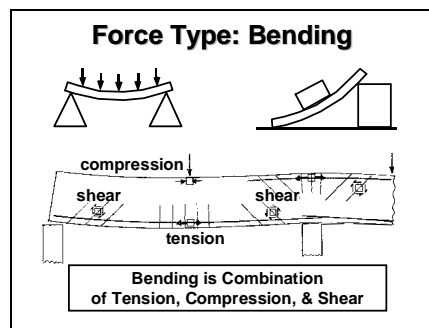 Force Type: Bending
compression
shear
shear
tension
Bending is Combination
of Tension, Compression, & Shear